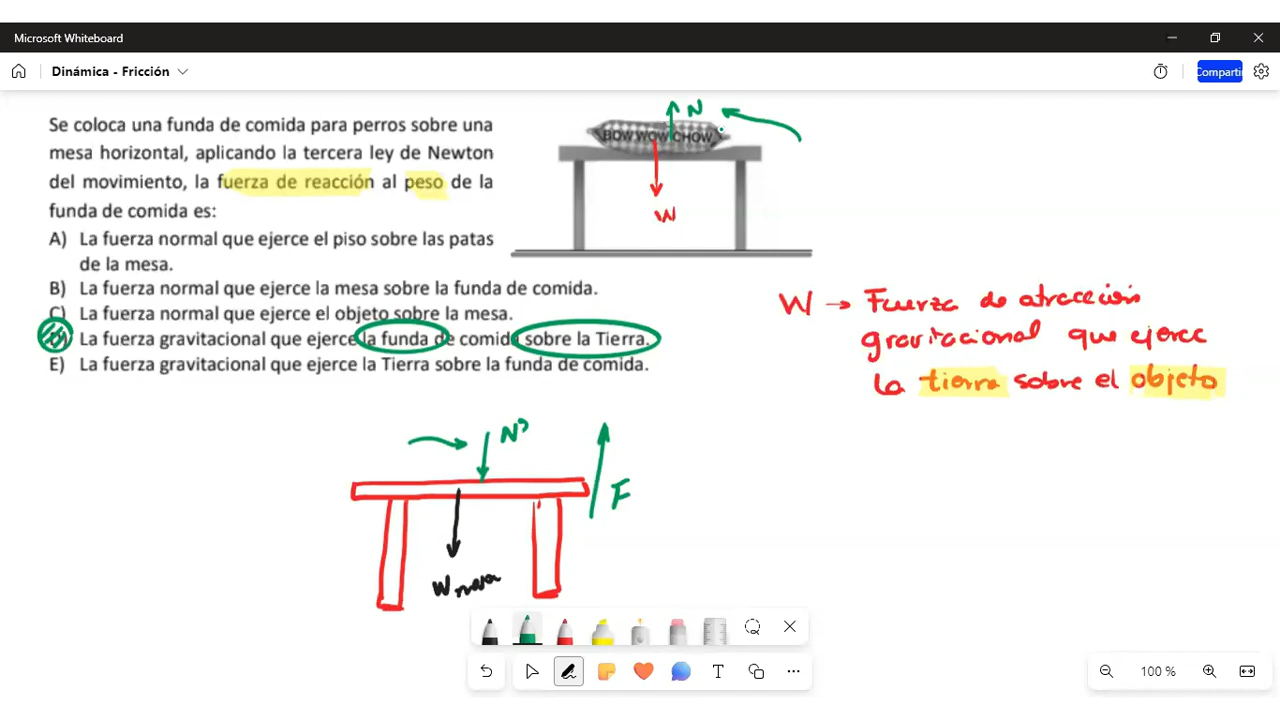 Microsoft Whiteboard
Dinámica - Fricción
Comparti
Se coloca una funda de comida para perros sobre una
mesa horizontal, aplicando la tercera ley de Newton
del movimiento, la fuerza de reacción al peso de la
funda de comida es:
A) La fuerza normal que ejerce el piso sobre las patas
de la mesa.
B) La fuerza normal que ejerce la mesa sobre la funda de comida.
C) La fuerza normal que ejerce el objeto sobre la mesa.
D) La fuerza gravitacional que ejerce la funda de comida sobre la Tierra.
E) La fuerza gravitacional que ejerce la Tierra sobre la funda de comida.
N
BOW WOW CHOW
W
W → Fuerza de atracción
gravitacional que ejerce
la tierra sobre el objeto
N'
F
W mesa
T
100 %